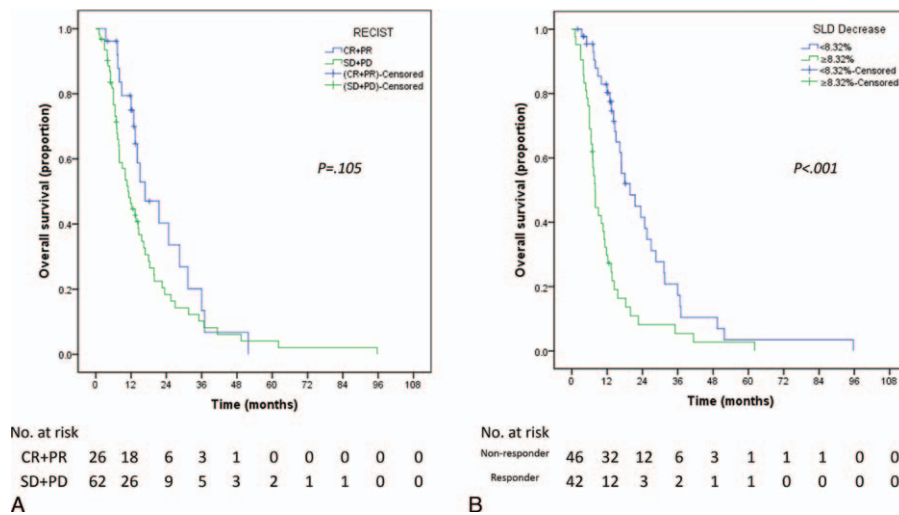 RECIST
CR+PR
SD+PD
(CR+PR)-Censored
(SD+PD)-Censored
P=.105
Overall survival (proportion)
1.0
0.8
0.6
0.4
0.2
0.0
0 12 24 36 48 60 72 84 96 108
Time (months)
No. at risk
CR+PR 26 18 6 3 1 0 0 0 0 0
SD+PD 62 26 9 5 3 2 1 1 0 0
A
SLD Decrease
<8.32%
≥8.32%
<8.32%-Censored
≥8.32%-Censored
P<.001
Overall survival (proportion)
1.0
0.8
0.6
0.4
0.2
0.0
0 12 24 36 48 60 72 84 96 108
Time (months)
No. at risk
Non-responder 46 32 12 6 3 1 1 1 0 0
Responder 42 12 3 2 1 1 0 0 0 0
B